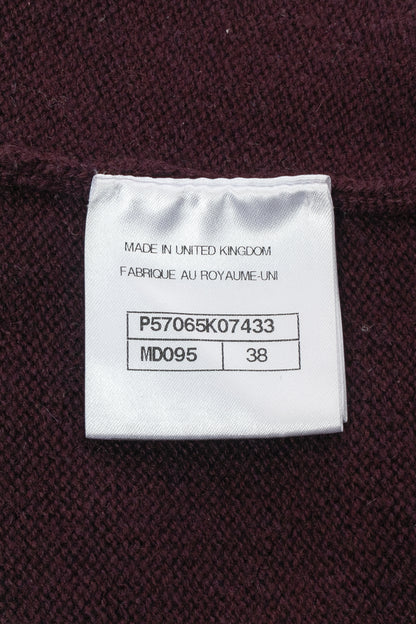 MADE IN UNITED KINGDOM
FABRIQUE AU ROYAUME-UNI
P57065K07433
MD095 38